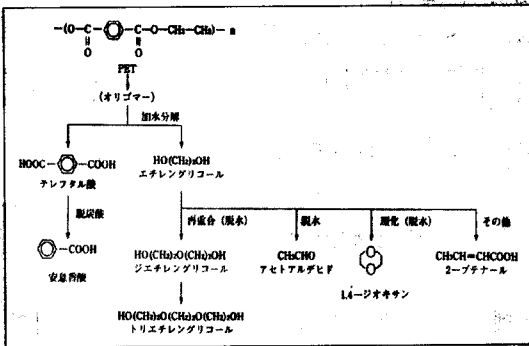 —(O—C—⌬—C—O—CH₂—CH₂)— n
O O
PET
(オリゴマー)
加水分解
HOOC—⌬—COOH HO(CH₂)₂OH
テレフタル酸 エチレングリコール
脱炭酸 再重合(脱水) 脱水 環化(脱水) その他
⌬—COOH HO(CH₂)₂O(CH₂)₂OH CH₃CHO O O CH₃CH=CHCOOH
安息香酸 ジエチレングリコール アセトアルデヒド 2−ブテナール
1,4−ジオキサン
HO(CH₂)₂O(CH₂)₂O(CH₂)₂OH
トリエチレングリコール